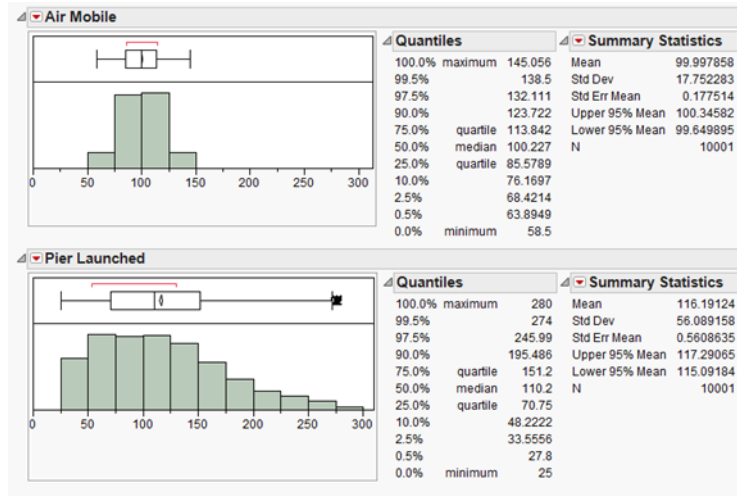 Air Mobile
Quantiles
100.0% maximum 145.056
99.5% 138.5
97.5% 132.111
90.0% 123.722
75.0% quartile 113.842
50.0% median 100.227
25.0% quartile 85.5789
10.0% 76.1697
2.5% 68.4214
0.5% 63.8949
0.0% minimum 58.5
Summary Statistics
Mean 99.997858
Std Dev 17.752283
Std Err Mean 0.177514
Upper 95% Mean 100.34582
Lower 95% Mean 99.649895
N 10001
0 50 100 150 200 250 300
Pier Launched
Quantiles
100.0% maximum 280
99.5% 274
97.5% 245.99
90.0% 195.486
75.0% quartile 151.2
50.0% median 110.2
25.0% quartile 70.75
10.0% 48.2222
2.5% 33.5556
0.5% 27.8
0.0% minimum 25
Summary Statistics
Mean 116.19124
Std Dev 56.089158
Std Err Mean 0.5608635
Upper 95% Mean 117.29065
Lower 95% Mean 115.09184
N 10001
0 50 100 150 200 250 300